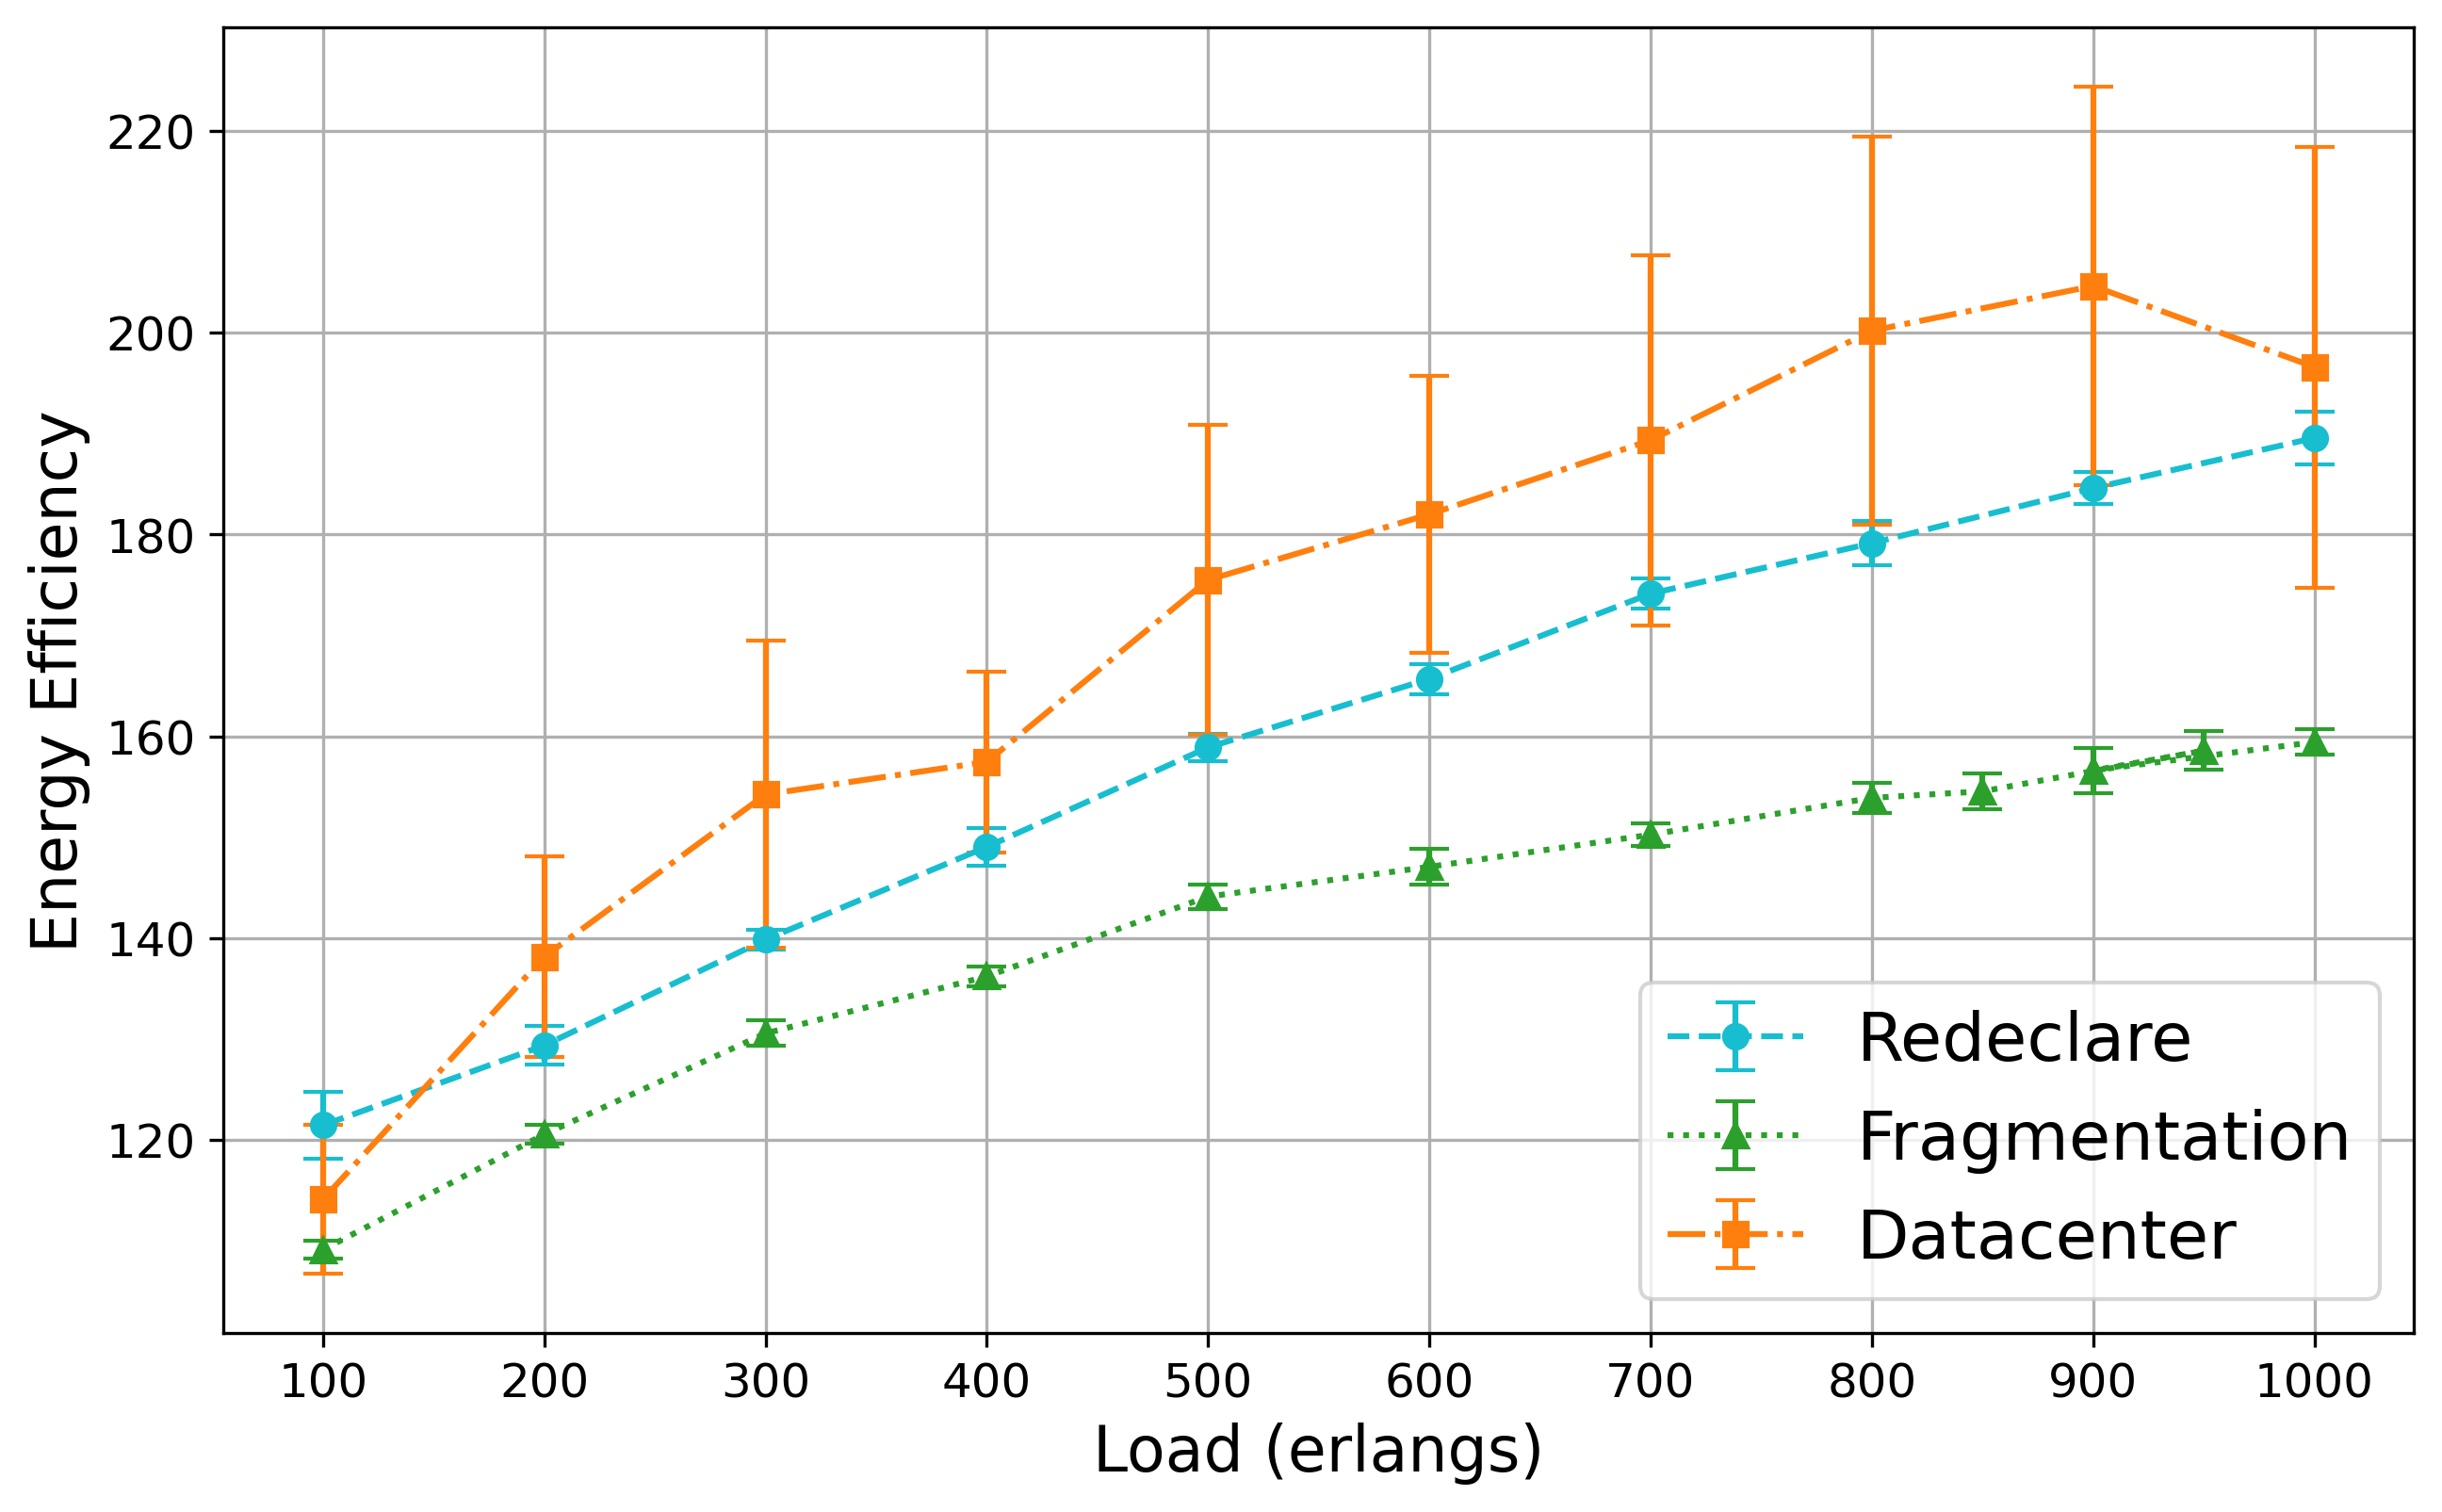 Energy Efficiency
220
200
180
160
140
120
100 200 300 400 500 600 700 800 900 1000
Load (erlangs)
Redeclare
Fragmentation
Datacenter